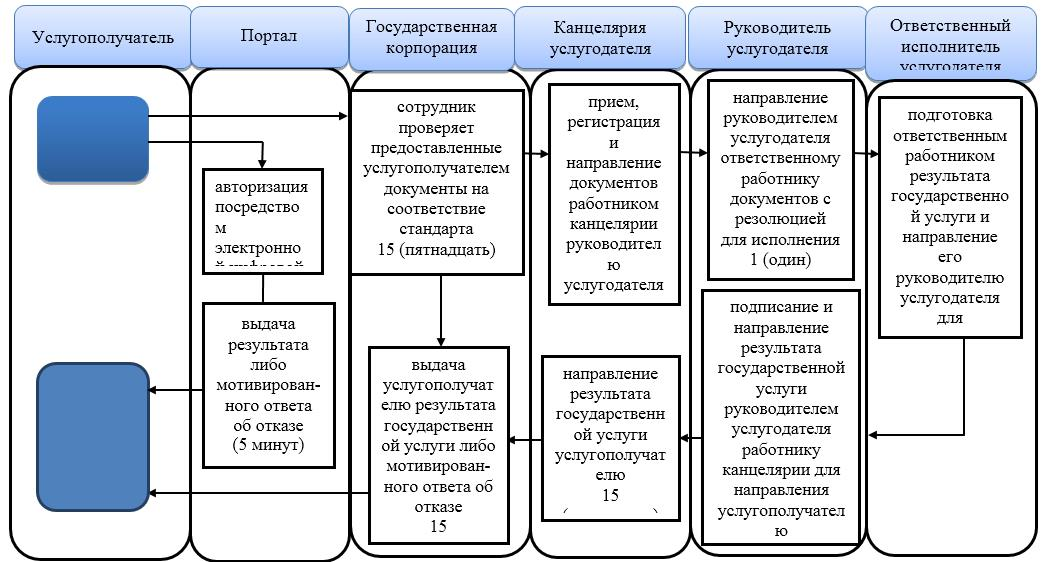 Услугополучатель
Портал
Государственная
корпорация
Канцелярия
услугодателя
Руководитель
услугодателя
Ответственный
исполнитель
услугодателя
сотрудник
проверяет
предоставленные
услугополучателем
документы на
соответствие
стандарта
15 (пятнадцать)
прием,
регистрация
и
направление
документов
работником
канцелярии
руководител
ю
услугодателя
направление
руководителем
услугодателя
ответственному
работнику
документов с
резолюцией
для исполнения
1 (один)
подготовка
ответственным
работником
результата
государственно
й услуги и
направление
его
руководителю
услугодателя
для
авторизация
посредство
м
электронно
й цифровой
выдача
результата
либо
мотивирован-
ного ответа
об отказе
(5 минут)
выдача
услугополучат
елю результата
государственн
ой услуги либо
мотивирован-
ного ответа об
отказе
15
направление
результата
государственн
ой услуги
услугополучат
елю
15
подписание и
направление
результата
государственной
услуги
руководителем
услугодателя
работнику
канцелярии для
направления
услугополучател
ю